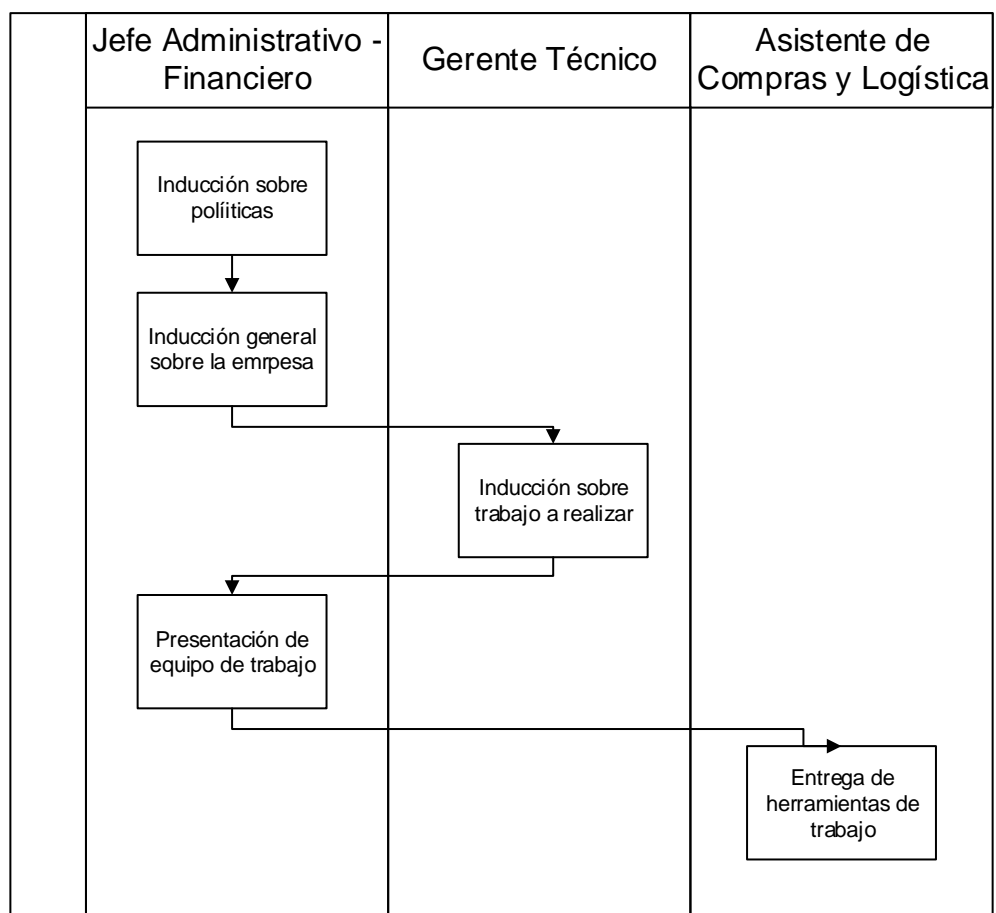 Jefe Administrativo -
Financiero
Gerente Técnico
Asistente de
Compras y Logística
Inducción sobre
políiticas
Inducción general
sobre la emrpesa
Inducción sobre
trabajo a realizar
Presentación de
equipo de trabajo
Entrega de
herramientas de
trabajo